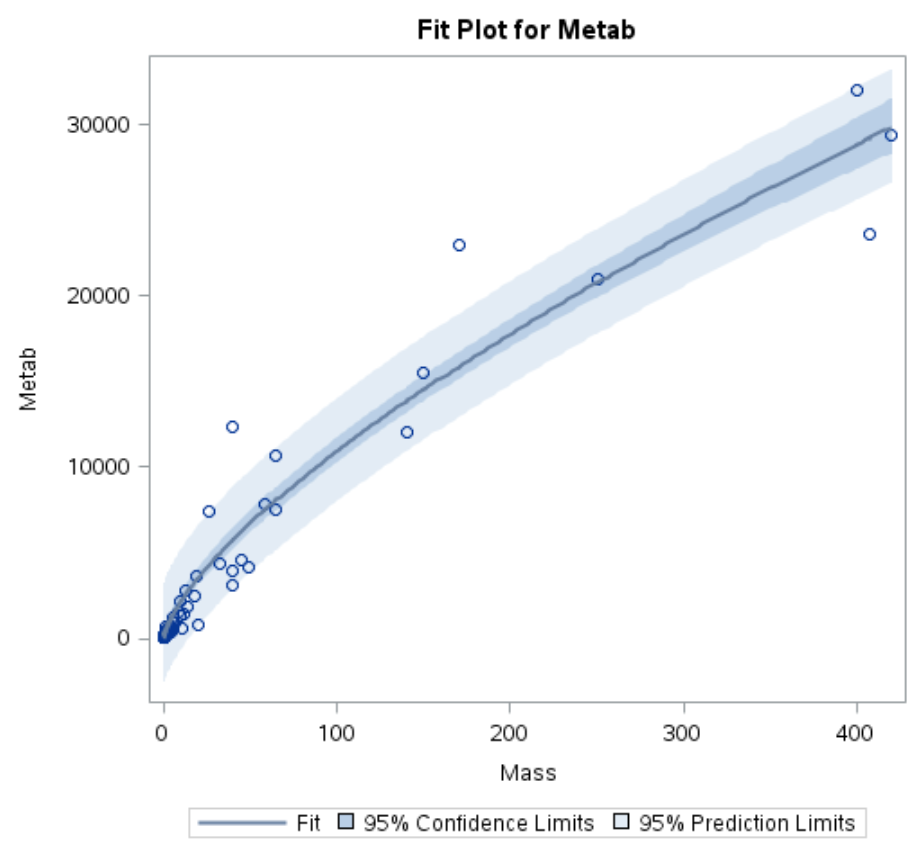 Fit Plot for Metab
30000
20000
10000
0
Metab
0 100 200 300 400
Mass
Fit 95% Confidence Limits 95% Prediction Limits